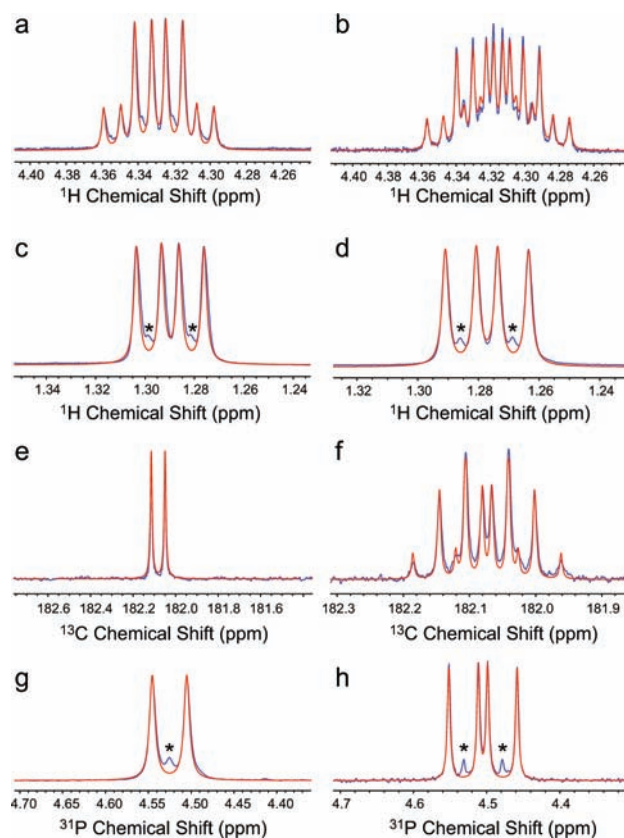 a b
4.40 4.38 4.36 4.34 4.32 4.30 4.28 4.26 4.40 4.38 4.36 4.34 4.32 4.30 4.28 4.26
¹H Chemical Shift (ppm) ¹H Chemical Shift (ppm)
c d
* * * *
1.34 1.32 1.30 1.28 1.26 1.24 1.32 1.30 1.28 1.26 1.24
¹H Chemical Shift (ppm) ¹H Chemical Shift (ppm)
e f
182.6 182.4 182.2 182.0 181.8 181.6 182.3 182.2 182.1 182.0 181.9
¹³C Chemical Shift (ppm) ¹³C Chemical Shift (ppm)
g h
* * *
4.70 4.65 4.60 4.55 4.50 4.45 4.40 4.7 4.6 4.5 4.4
³¹P Chemical Shift (ppm) ³¹P Chemical Shift (ppm)